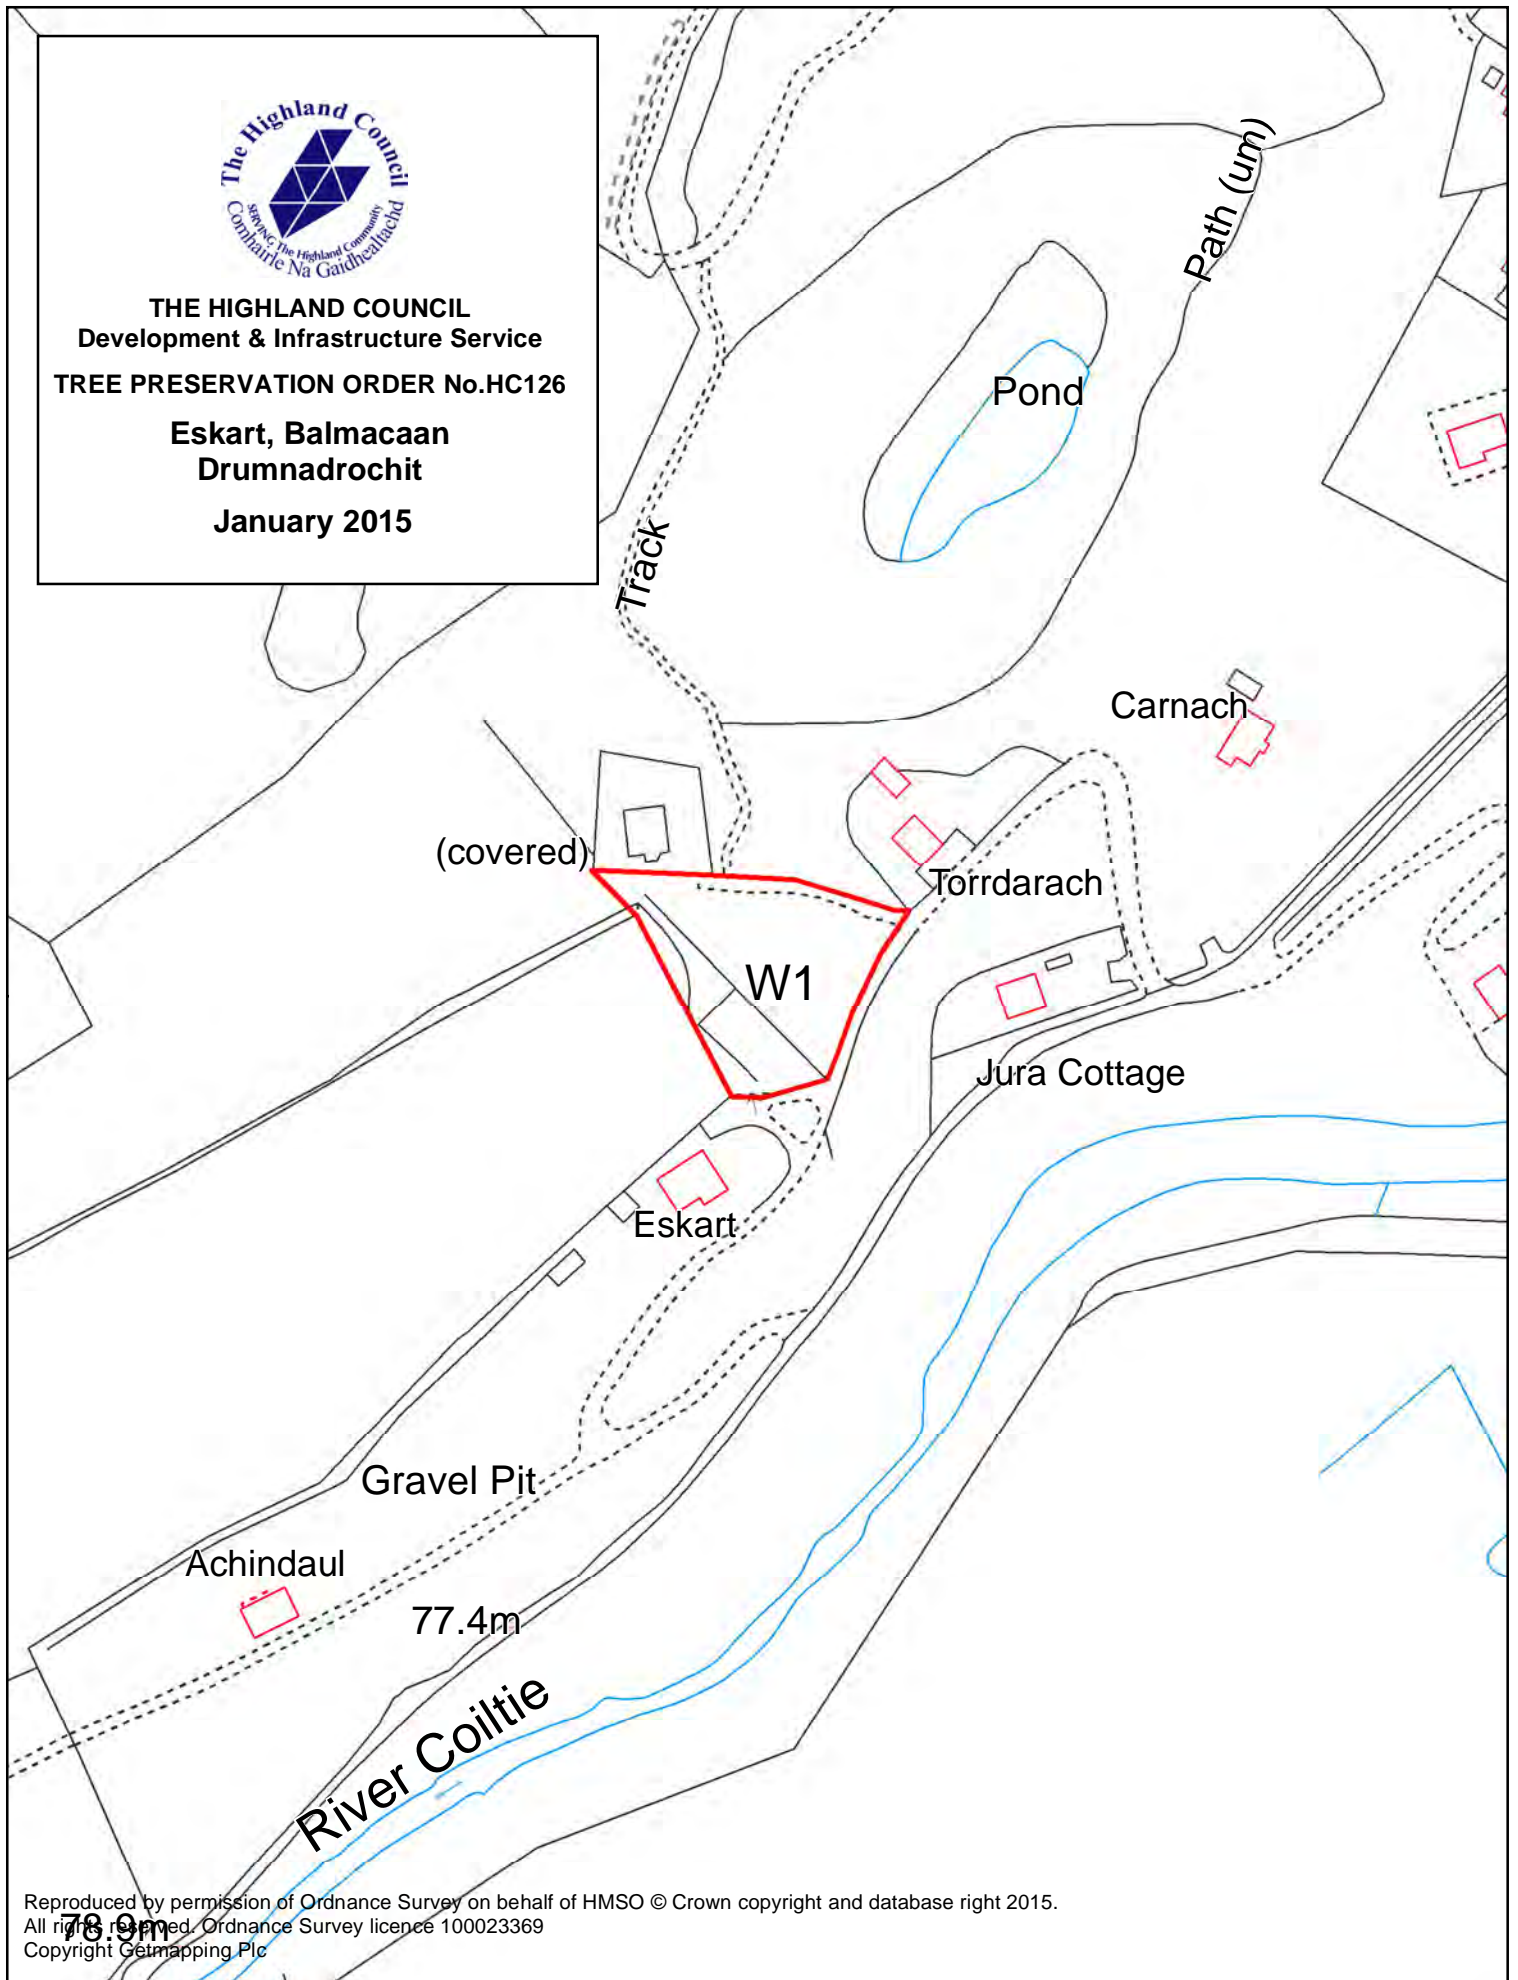 The Highland Council
SERVING The Highland Community
Comhairle Na Gaidhealtachd
THE HIGHLAND COUNCIL
Development & Infrastructure Service
TREE PRESERVATION ORDER No.HC126
Eskart, Balmacaan
Drumnadrochit
January 2015
Path (um)
Pond
Track
Carnach
(covered)
Torrdarach
W1
Jura Cottage
Eskart
Gravel Pit
Achindaul
77.4m
River Coiltie
Reproduced by permission of Ordnance Survey on behalf of HMSO © Crown copyright and database right 2015.
All rights reserved. Ordnance Survey licence 100023369
78.9m
Copyright Getmapping Plc